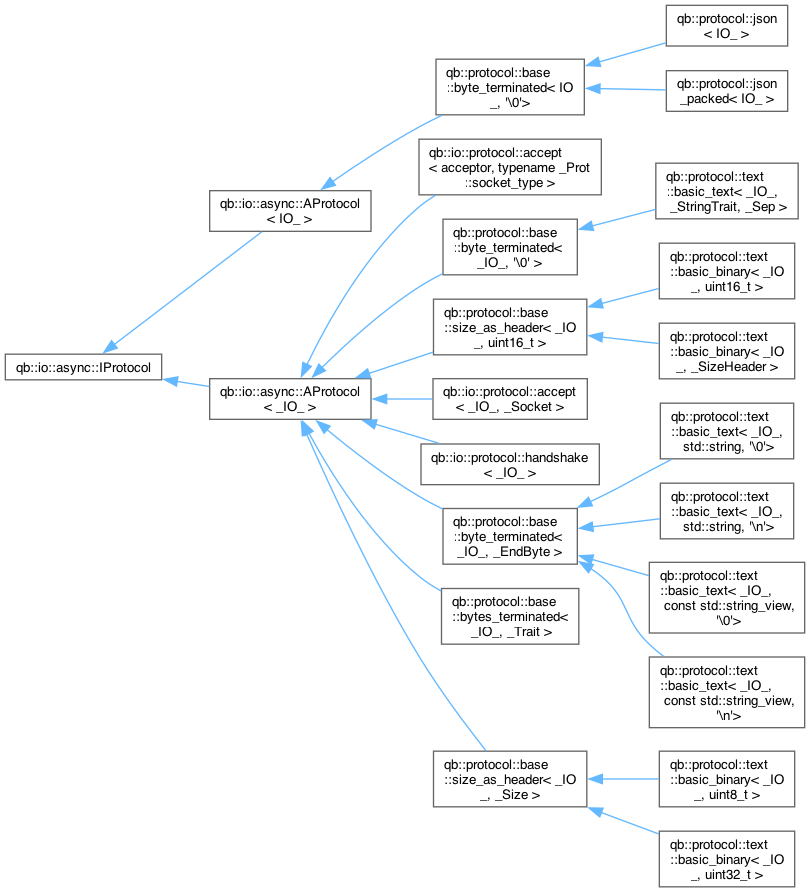 qb::protocol::json
< IO_ >
qb::protocol::base
::byte_terminated< IO
_, '\0'>
qb::protocol::json
_packed< IO_ >
qb::io::protocol::accept
< acceptor, typename _Prot
::socket_type >
qb::protocol::text
::basic_text< _IO_,
_StringTrait, _Sep >
qb::io::async::AProtocol
< IO_ >
qb::protocol::base
::byte_terminated<
_IO_, '\0' >
qb::protocol::text
::basic_binary< _IO
_, uint16_t >
qb::protocol::base
::size_as_header< _IO
_, uint16_t >
qb::protocol::text
::basic_binary< _IO
_, _SizeHeader >
qb::io::async::IProtocol
qb::io::async::AProtocol
< _IO_ >
qb::io::protocol::accept
< _IO_, _Socket >
qb::protocol::text
::basic_text< _IO_,
std::string, '\0'>
qb::io::protocol::handshake
< _IO_ >
qb::protocol::text
::basic_text< _IO_,
std::string, '\n'>
qb::protocol::base
::byte_terminated<
_IO_, _EndByte >
qb::protocol::text
::basic_text< _IO_,
const std::string_view,
'\0'>
qb::protocol::base
::bytes_terminated<
_IO_, _Trait >
qb::protocol::text
::basic_text< _IO_,
const std::string_view,
'\n'>
qb::protocol::base
::size_as_header< _IO
_, _Size >
qb::protocol::text
::basic_binary< _IO
_, uint8_t >
qb::protocol::text
::basic_binary< _IO
_, uint32_t >